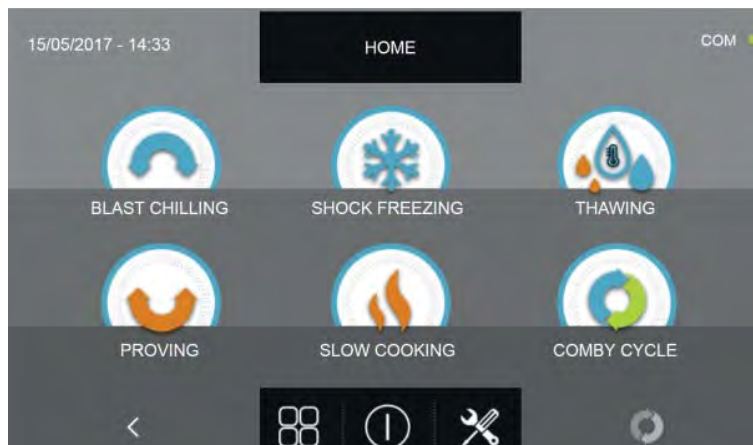 15/05/2017 - 14:33
HOME
COM
BLAST CHILLING
SHOCK FREEZING
THAWING
PROVING
SLOW COOKING
COMBY CYCLE